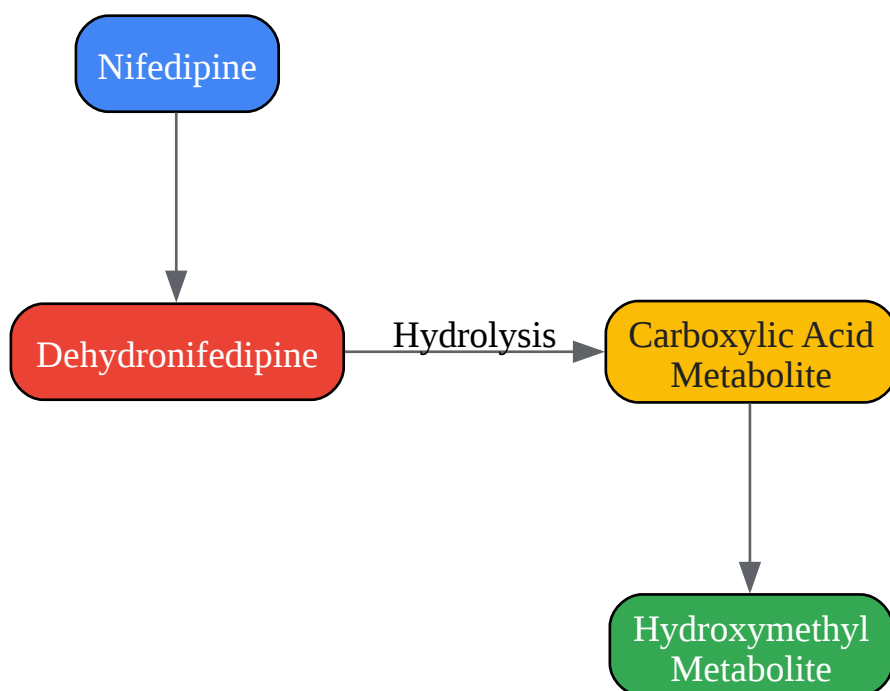 Nifedipine
Dehydronifedipine
Hydrolysis
Carboxylic Acid
Metabolite
Hydroxymethyl
Metabolite